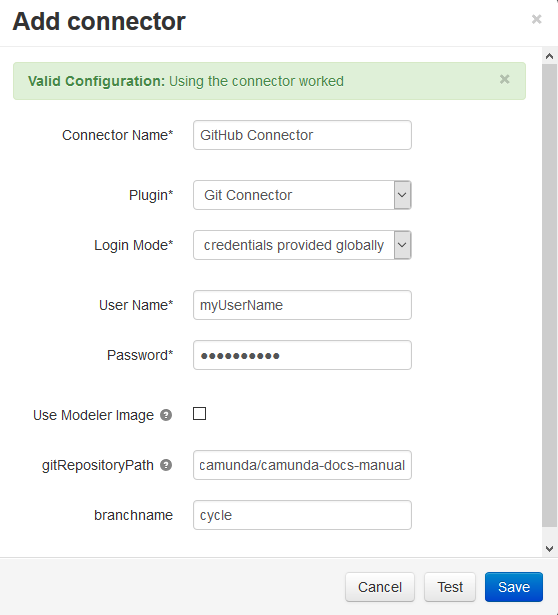 Add connector
×
Valid Configuration: Using the connector worked ×
Connector Name* GitHub Connector
Plugin* Git Connector
Login Mode* credentials provided globally
User Name* myUserName
Password* ••••••••••
Use Modeler Image ?
gitRepositoryPath ? camunda/camunda-docs-manual
branchname cycle
Cancel Test Save